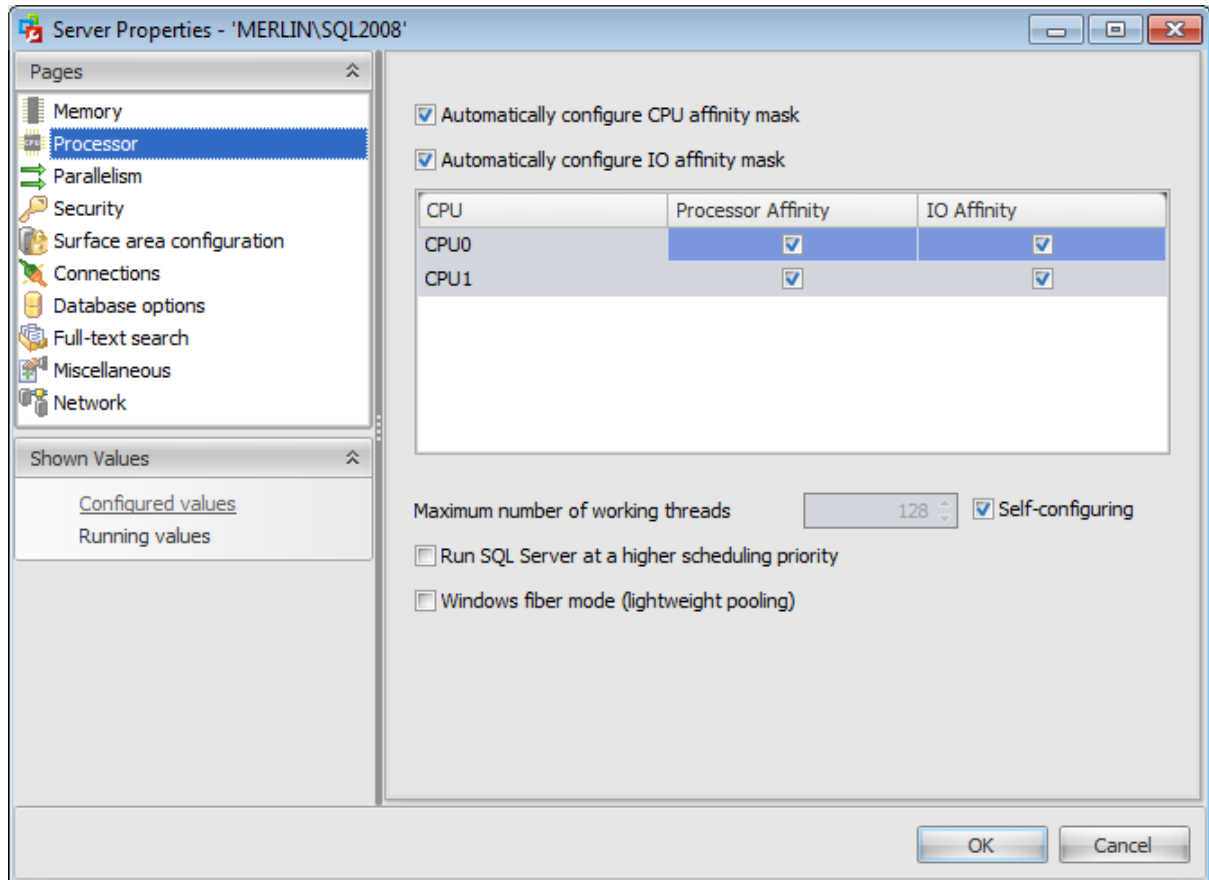 Server Properties - 'MERLIN\SQL2008'
Pages
Memory
Processor
Parallelism
Security
Surface area configuration
Connections
Database options
Full-text search
Miscellaneous
Network
Shown Values
Configured values
Running values
Automatically configure CPU affinity mask
Automatically configure IO affinity mask
CPU Processor Affinity IO Affinity
CPU0
CPU1
Maximum number of working threads 128 Self-configuring
Run SQL Server at a higher scheduling priority
Windows fiber mode (lightweight pooling)
OK Cancel